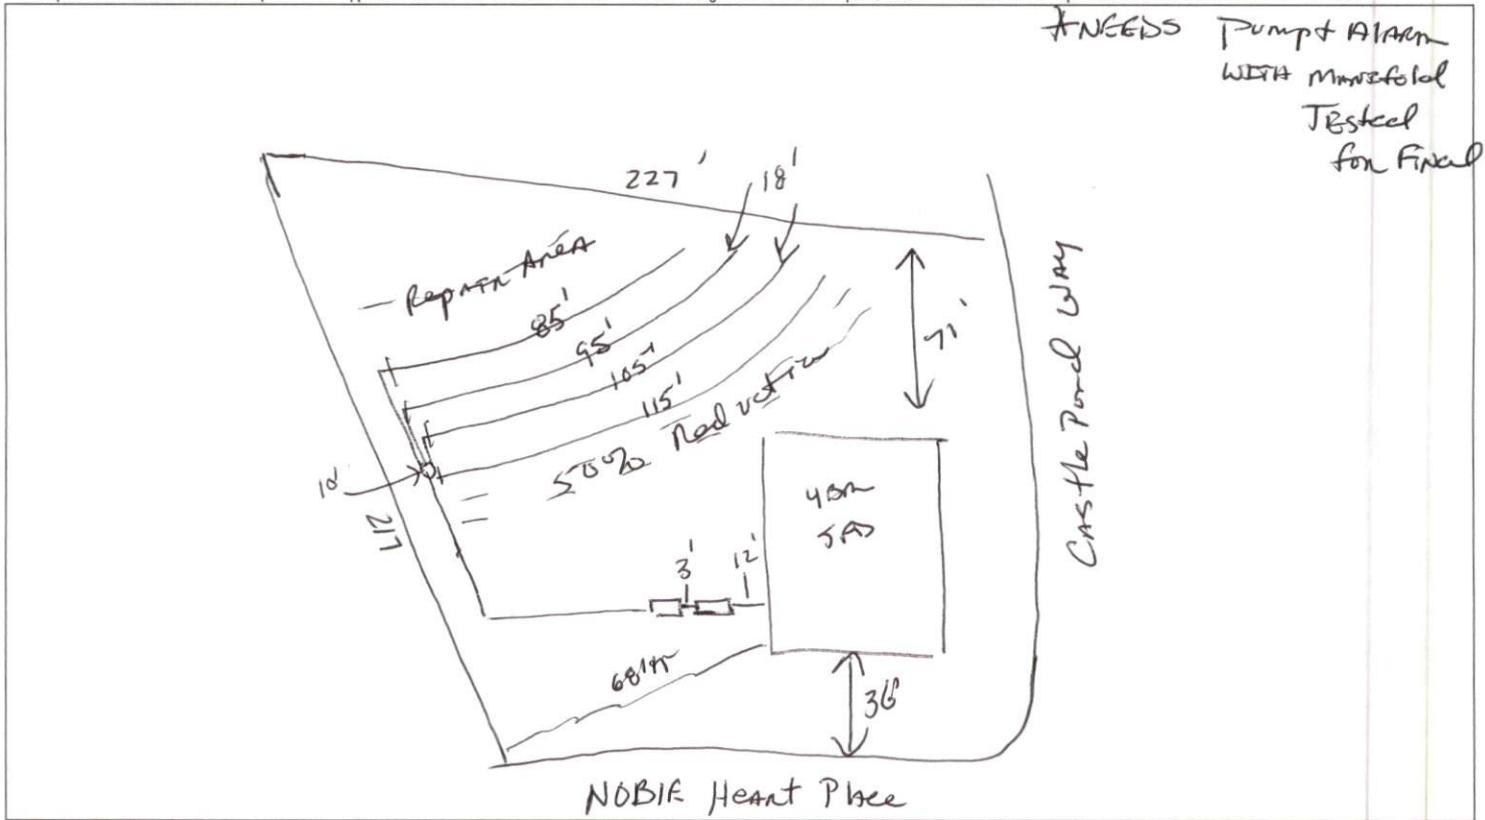 *NEEDS Pump + AlARm
WITH MANifold
TEsted
for Final
227'
18'
Repair Area
85'
95'
105'
115'
50% Reduction
71'
10'
217
4BR
3'
12'
36'
Castle Pond WAY
NOBlE HeArt Place